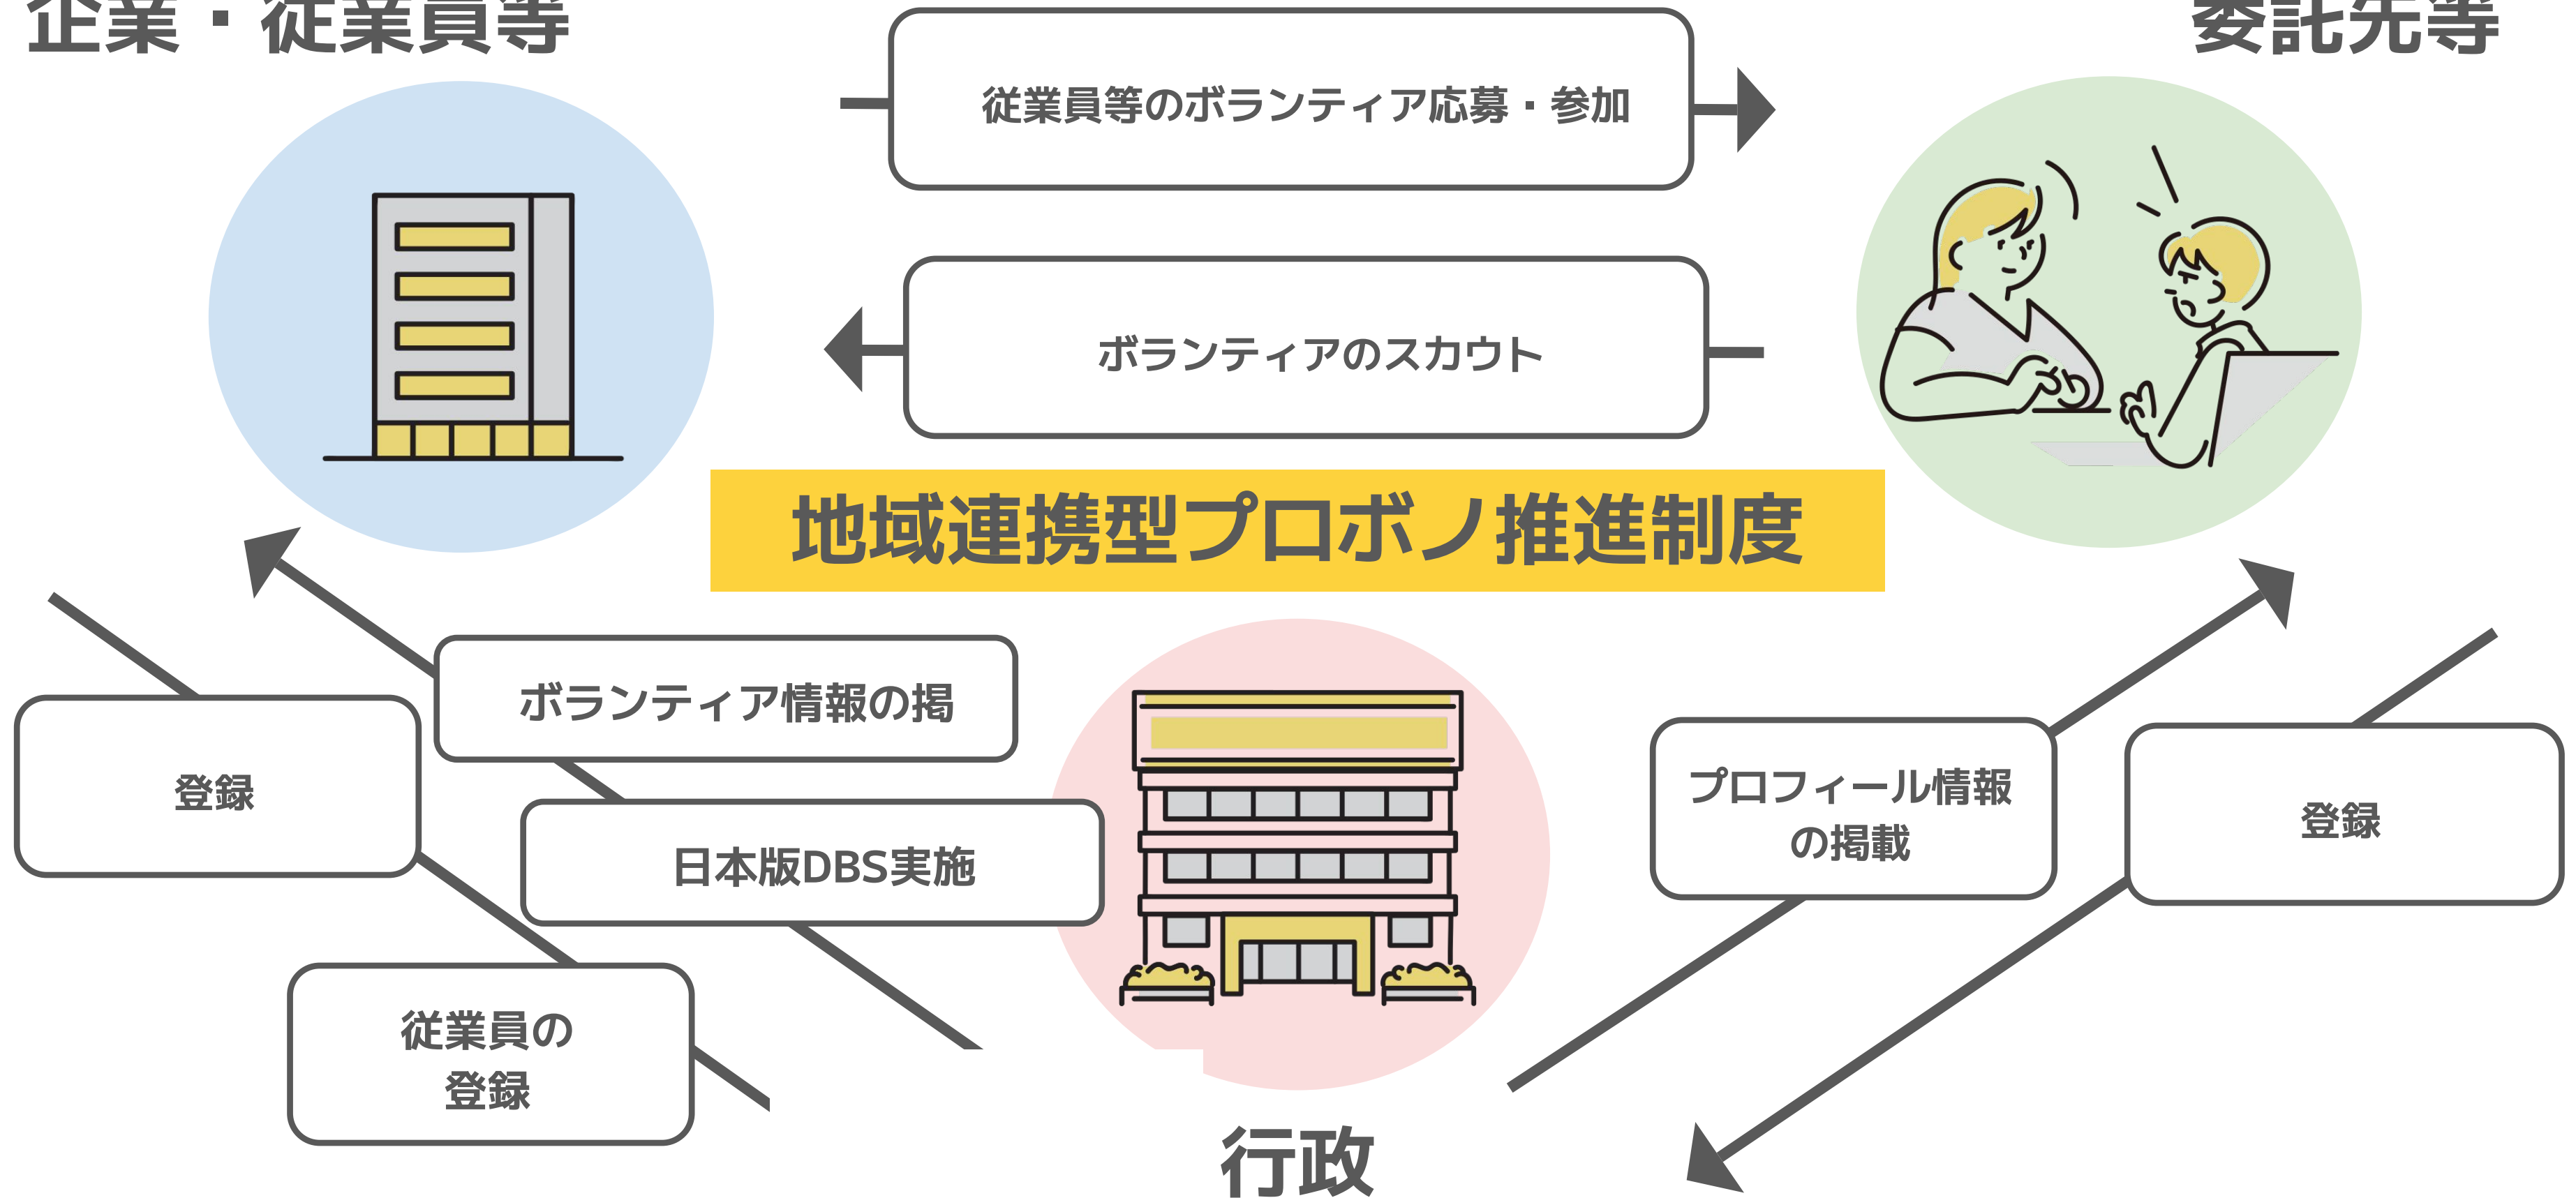 企業・従業員等
委託先等
従業員等のボランティア応募・参加
ボランティアのスカウト
地域連携型プロボノ推進制度
ボランティア情報の掲
登録
日本版DBS実施
従業員の
登録
プロフィール情報
の掲載
登録
行政